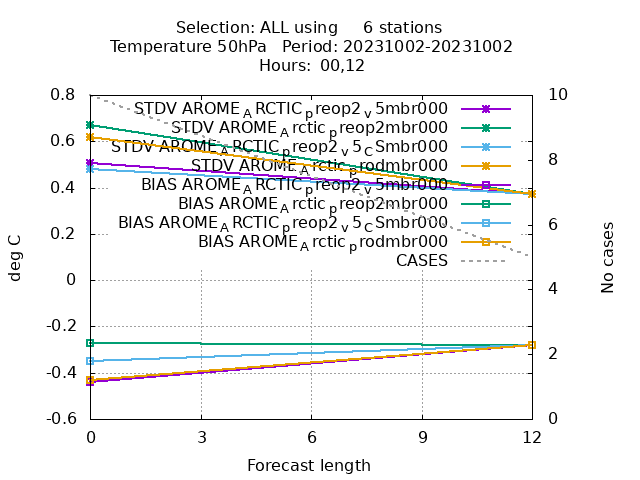 Selection: ALL using     6 stations
Temperature 50hPa   Period: 20231002-20231002
Hours: 00,12
0.8
0.6
0.4
0.2
0
-0.2
-0.4
-0.6
deg C
STDV AROME_ARCTIC_preop2_v5mbr000
STDV AROME_Arctic_preop2mbr000
STDV AROME_ARCTIC_preop2_v5_CSmbr000
STDV AROME_Arctic_prodmbr000
BIAS AROME_ARCTIC_preop2_v5mbr000
BIAS AROME_Arctic_preop2mbr000
BIAS AROME_ARCTIC_preop2_v5_CSmbr000
BIAS AROME_Arctic_prodmbr000
CASES
10
8
6
4
2
0
No cases
0 3 6 9 12
Forecast length